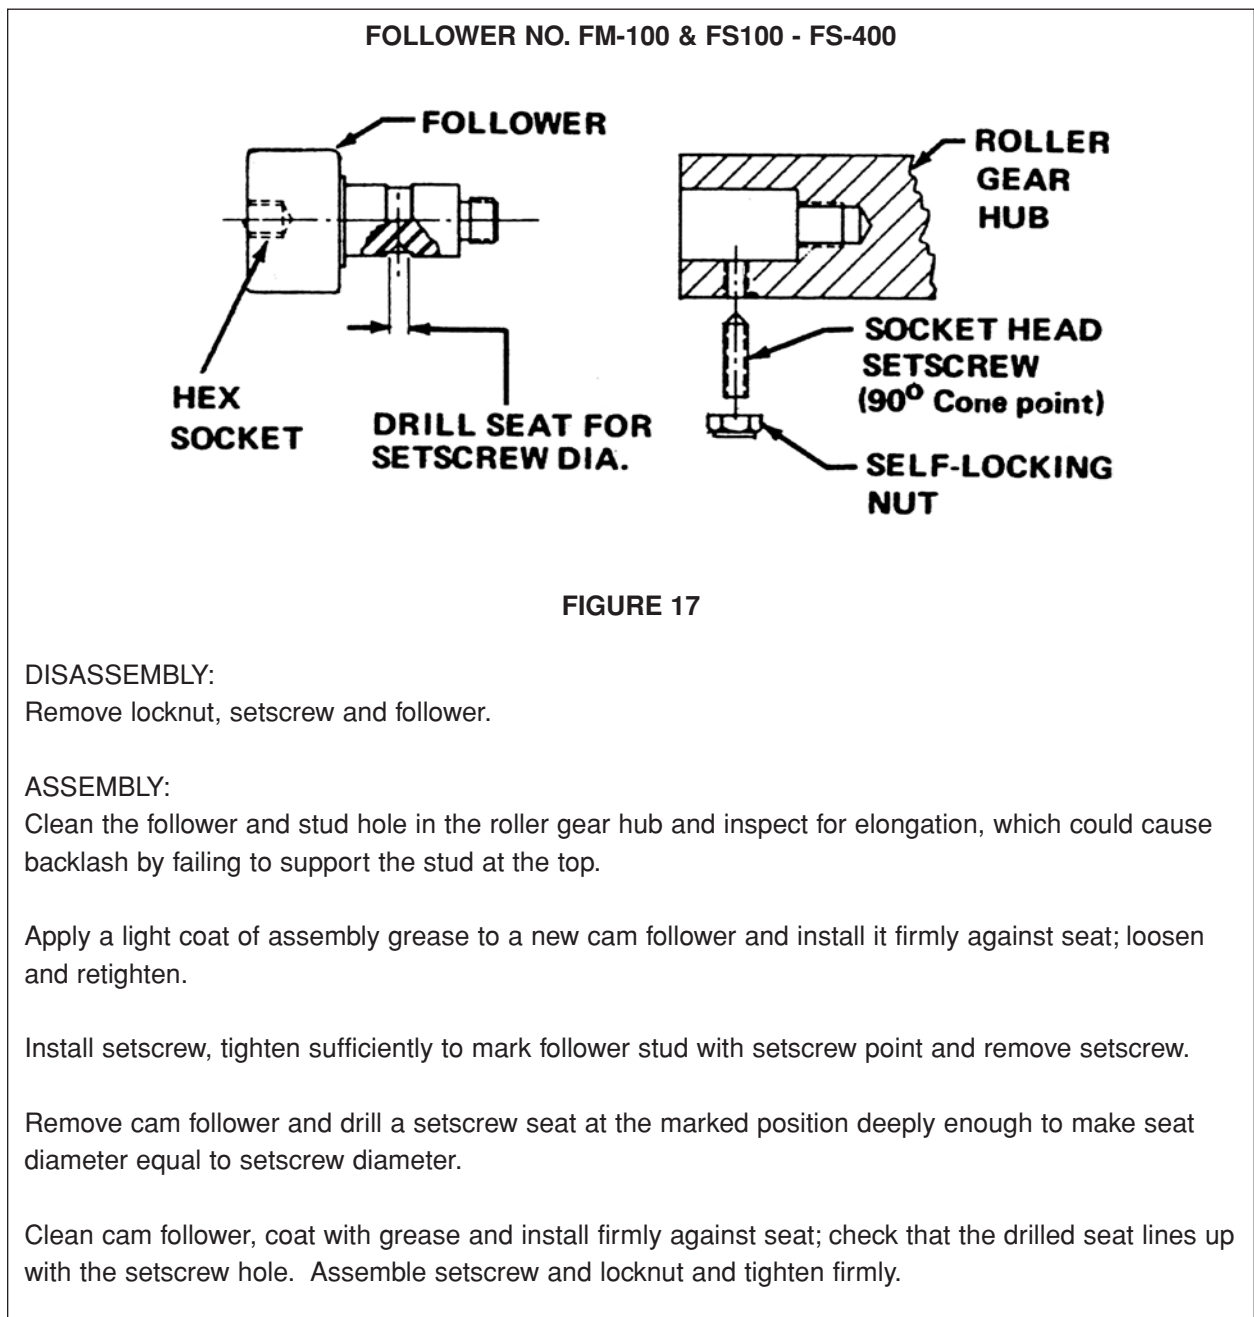 FOLLOWER NO. FM-100 & FS100 - FS-400
FOLLOWER
HEX
SOCKET
DRILL SEAT FOR
SETSCREW DIA.
ROLLER
GEAR
HUB
SOCKET HEAD
SETSCREW
(90° Cone point)
SELF-LOCKING
NUT
FIGURE 17
DISASSEMBLY:
Remove locknut, setscrew and follower.
ASSEMBLY:
Clean the follower and stud hole in the roller gear hub and inspect for elongation, which could cause
backlash by failing to support the stud at the top.
Apply a light coat of assembly grease to a new cam follower and install it firmly against seat; loosen
and retighten.
Install setscrew, tighten sufficiently to mark follower stud with setscrew point and remove setscrew.
Remove cam follower and drill a setscrew seat at the marked position deeply enough to make seat
diameter equal to setscrew diameter.
Clean cam follower, coat with grease and install firmly against seat; check that the drilled seat lines up
with the setscrew hole.  Assemble setscrew and locknut and tighten firmly.